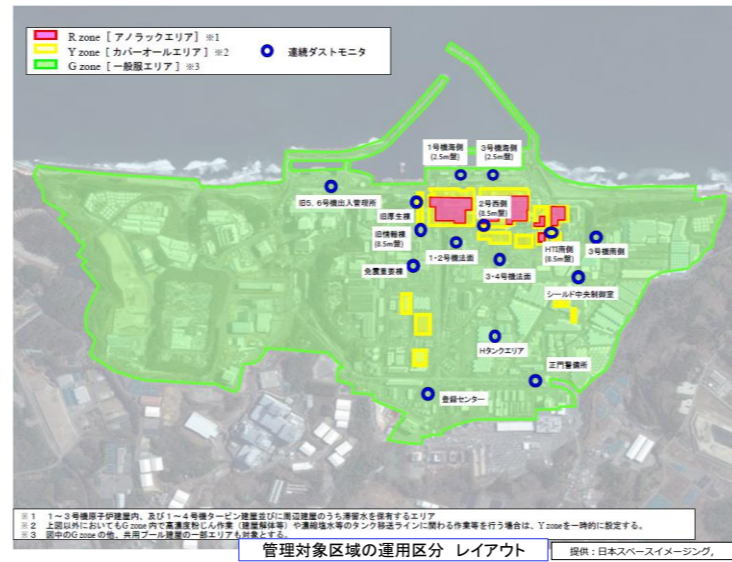 R zone [ アノラックエリア ] ※1
Y zone [ カバーオールエリア ] ※2
G zone [ 一般服エリア ] ※3
連続ダストモニタ
1号機海側
(2.5m盤)
3号機海側
(2.5m盤)
旧5, 6号機出入管理所
旧厚生棟
2号西側
(8.5m盤)
旧情報棟
(8.5m盤)
1・2号機法面
HTI南側
(8.5m盤)
3号機南側
免震重要棟
3・4号機法面
シールド中央制御室
Hタンクエリア
正門警備所
登録センター
※1 1～3号機原子炉建屋内、及び1～4号機タービン建屋並びに周辺建屋のうち滞留水を保有するエリア
※2 上図以外においてもG zone 内で高濃度粉じん作業（建屋解体等）や濃縮塩水等のタンク移送ラインに関わる作業等を行う場合は、Y zoneを一時的に設定する。
※3 図中のG zone の他、共用プール建屋の一部エリアも対象とする。
管理対象区域の運用区分 レイアウト
提供：日本スペースイメージング,